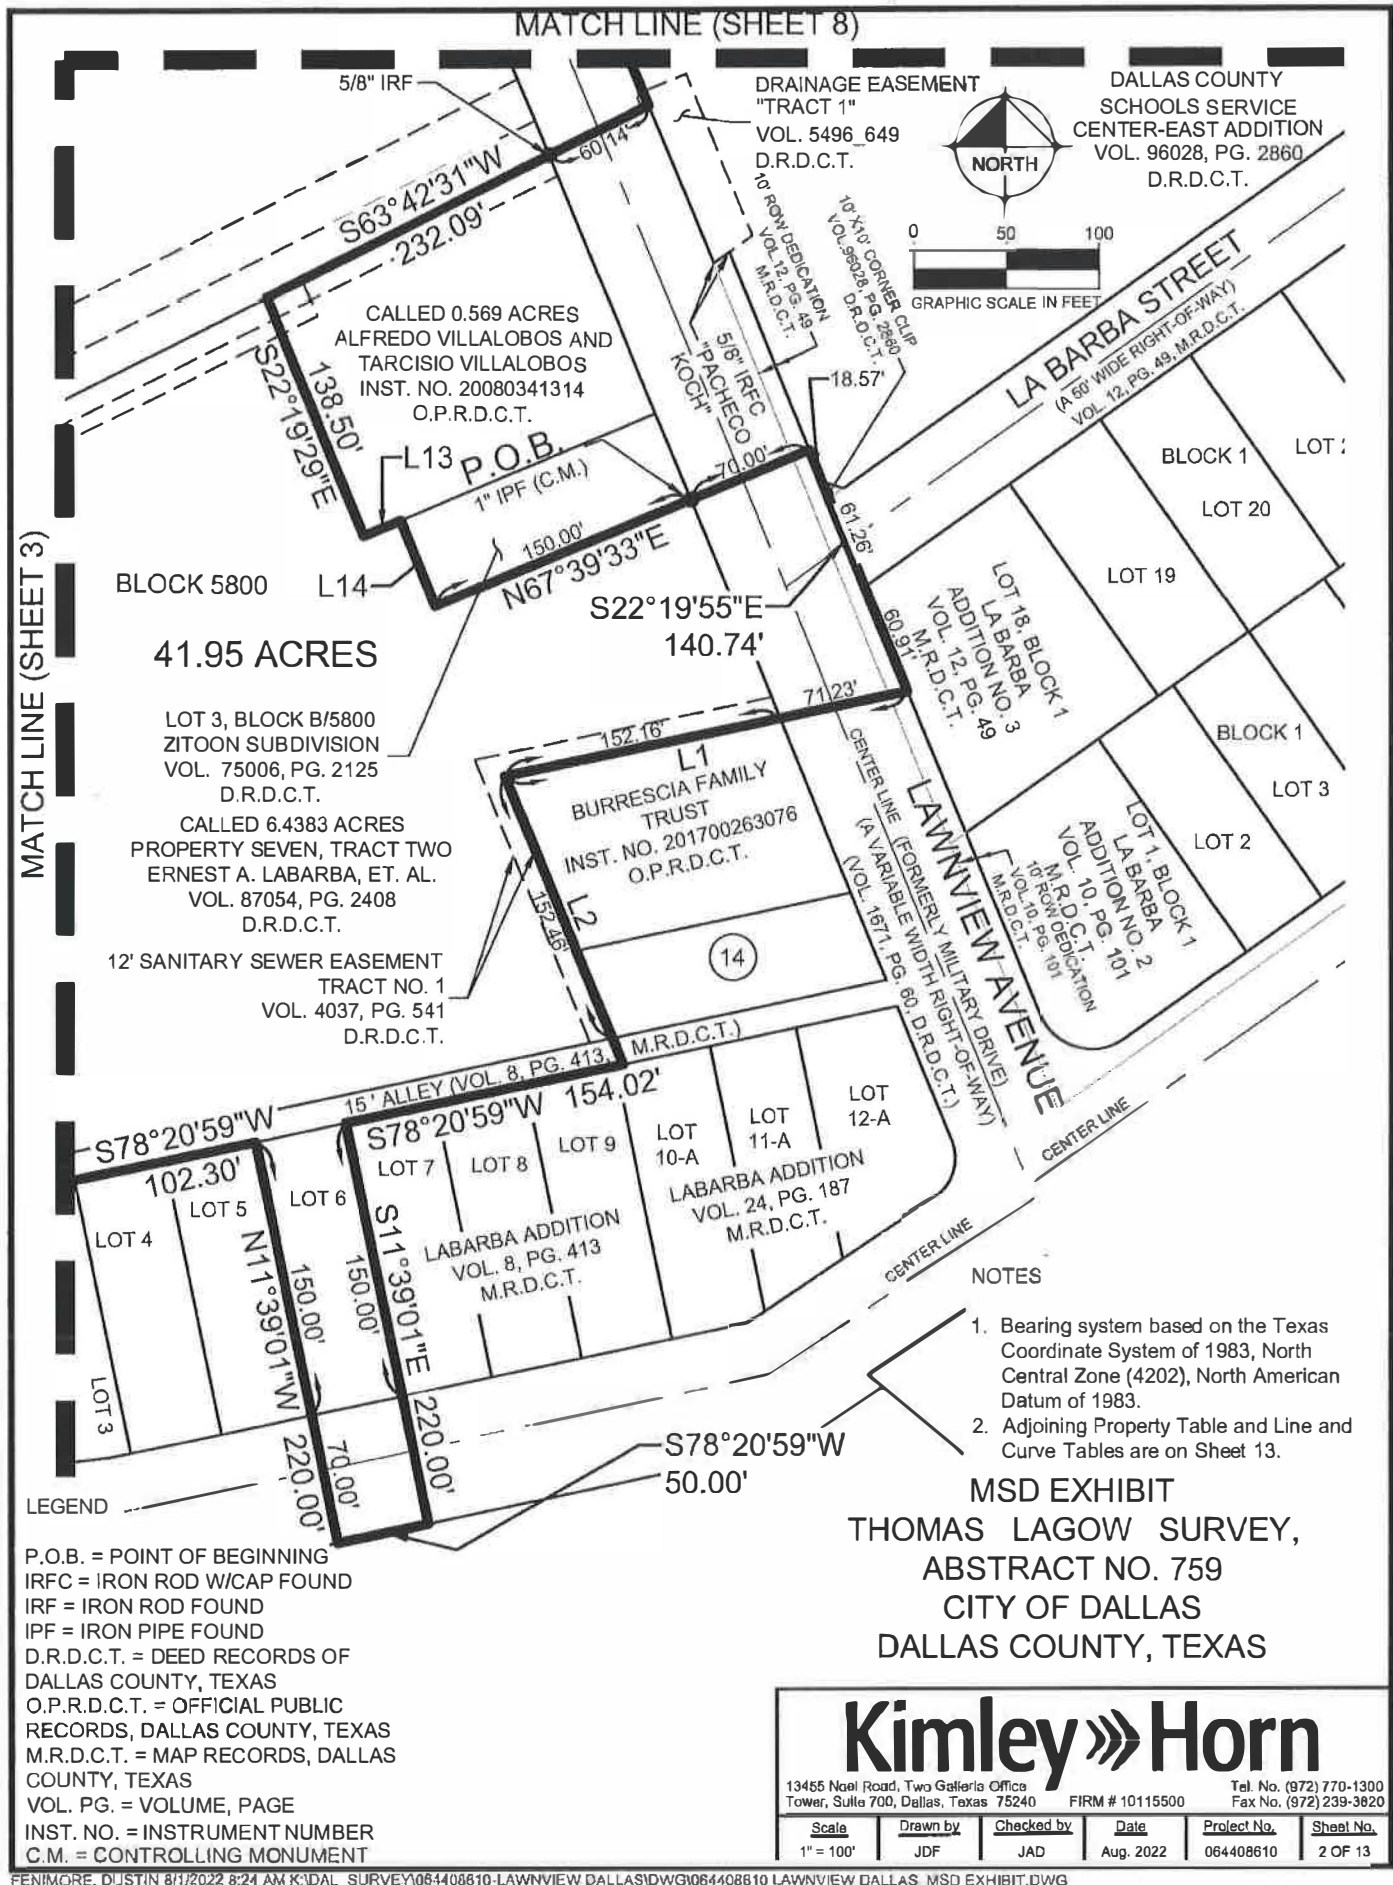 MATCH LINE (SHEET 8)
5/8" IRF
DRAINAGE EASEMENT
"TRACT 1"
VOL. 5496_649
D.R.D.C.T.
NORTH
DALLAS COUNTY
SCHOOLS SERVICE
CENTER-EAST ADDITION
VOL. 96028, PG. 2860,
D.R.D.C.T.
0 50 100
GRAPHIC SCALE IN FEET
60.14'
S63°42'31"W
232.09'
10' ROW DEDICATION
VOL. 12, PG. 49
M.R.D.C.T.
10' X10' CORNER CLIP
VOL. 96028, PG. 2860
D.R.D.C.T.
LA BARBA STREET
(A 50' WIDE RIGHT-OF-WAY)
VOL. 12, PG. 49, M.R.D.C.T.
CALLED 0.569 ACRES
ALFREDO VILLALOBOS AND
TARCISIO VILLALOBOS
INST. NO. 20080341314
O.P.R.D.C.T.
5/8" IRFC
"PACHECO
KOCH"
18.57'
S22°19'29"E
138.50'
L13
P.O.B.
1" IPF (C.M.)
70.00'
BLOCK 1
LOT 20
LOT 19
150.00'
N67°39'33"E
61.26'
BLOCK 5800
L14
S22°19'55"E
140.74'
60.91'
LOT 18, BLOCK 1
LA BARBA
ADDITION NO. 3
VOL. 12, PG. 49
M.R.D.C.T.
MATCH LINE (SHEET 3)
41.95 ACRES
LOT 3, BLOCK B/5800
ZITOON SUBDIVISION
VOL. 75006, PG. 2125
D.R.D.C.T.
71.23'
152.16'
L1
BURRESCIA FAMILY
TRUST
INST. NO. 201700263076
O.P.R.D.C.T.
BLOCK 1
LOT 3
LOT 2
CALLED 6.4383 ACRES
PROPERTY SEVEN, TRACT TWO
ERNEST A. LABARBA, ET. AL.
VOL. 87054, PG. 2408
D.R.D.C.T.
LOT 1, BLOCK 1
LA BARBA
ADDITION NO. 2
VOL. 10, PG. 101
M.R.D.C.T.
10' ROW DEDICATION
VOL. 10, PG. 101
M.R.D.C.T.
152.46'
L2
14
LAWNVIEW AVENUE
CENTER LINE (FORMERLY MILITARY DRIVE)
(A VARIABLE WIDTH RIGHT-OF-WAY)
(VOL. 1671, PG. 60, D.R.D.C.T.)
12' SANITARY SEWER EASEMENT
TRACT NO. 1
VOL. 4037, PG. 541
D.R.D.C.T.
15' ALLEY (VOL. 8, PG. 413, M.R.D.C.T.)
S78°20'59"W 154.02'
S78°20'59"W
102.30'
LOT 4
LOT 5
LOT 6
LOT 7
LOT 8
LOT 9
LOT
10-A
LOT
11-A
LOT
12-A
LABARBA ADDITION
VOL. 24, PG. 187
M.R.D.C.T.
LABARBA ADDITION
VOL. 8, PG. 413
M.R.D.C.T.
CENTER LINE
CENTER LINE
N11°39'01"W
220.00'
150.00'
70.00'
150.00'
S11°39'01"E
220.00'
LOT 3
S78°20'59"W
50.00'
NOTES
1. Bearing system based on the Texas
Coordinate System of 1983, North
Central Zone (4202), North American
Datum of 1983.
2. Adjoining Property Table and Line and
Curve Tables are on Sheet 13.
LEGEND
P.O.B. = POINT OF BEGINNING
IRFC = IRON ROD W/CAP FOUND
IRF = IRON ROD FOUND
IPF = IRON PIPE FOUND
D.R.D.C.T. = DEED RECORDS OF
DALLAS COUNTY, TEXAS
O.P.R.D.C.T. = OFFICIAL PUBLIC
RECORDS, DALLAS COUNTY, TEXAS
M.R.D.C.T. = MAP RECORDS, DALLAS
COUNTY, TEXAS
VOL. PG. = VOLUME, PAGE
INST. NO. = INSTRUMENT NUMBER
C.M. = CONTROLLING MONUMENT
MSD EXHIBIT
THOMAS LAGOW SURVEY,
ABSTRACT NO. 759
CITY OF DALLAS
DALLAS COUNTY, TEXAS
Kimley»Horn
13455 Noel Road, Two Galleria Office
Tower, Suite 700, Dallas, Texas 75240 FIRM # 10115500
Tel. No. (972) 770-1300
Fax No. (972) 239-3820
Scale Drawn by Checked by Date Project No. Sheet No.
1" = 100' JDF JAD Aug. 2022 064408610 2 OF 13
FENIMORE, DUSTIN 8/1/2022 8:24 AM K:\DAL_SURVEY\064408610-LAWNVIEW DALLAS\DWG\064408610 LAWNVIEW DALLAS_MSD EXHIBIT.DWG